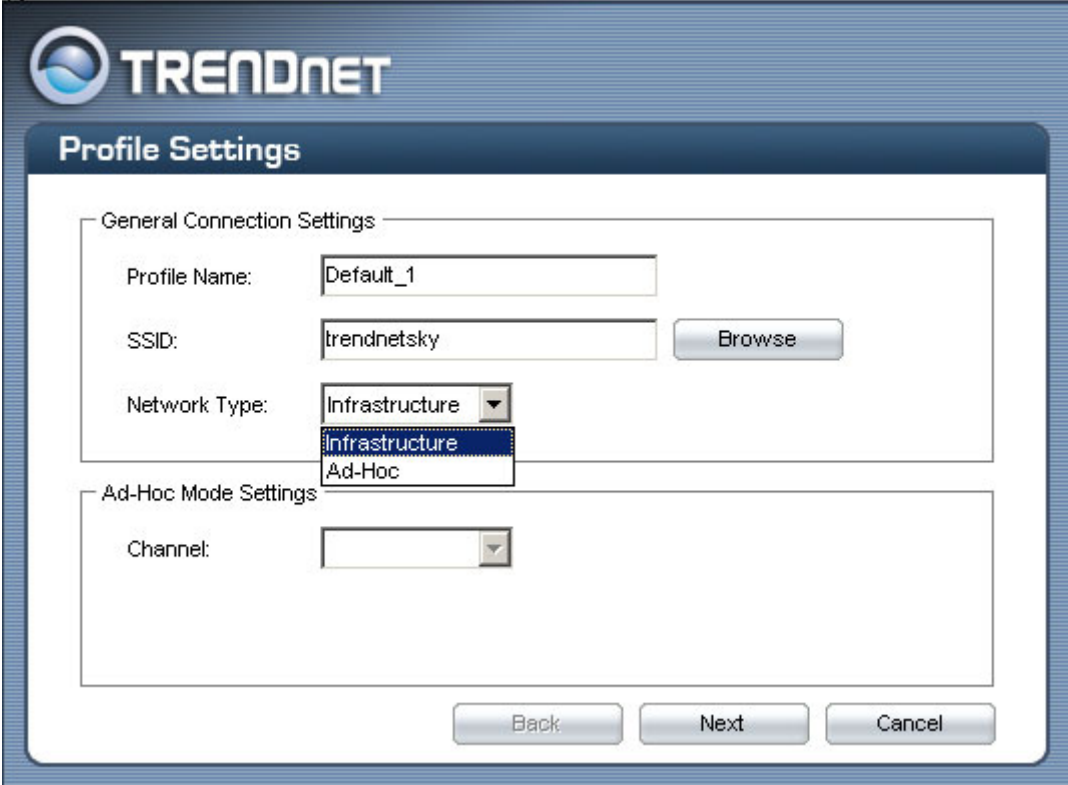 TRENDNET
Profile Settings
General Connection Settings
Profile Name: Default_1
SSID: trendnetsky Browse
Network Type: Infrastructure
Infrastructure
Ad-Hoc
Ad-Hoc Mode Settings
Channel:
Back Next Cancel